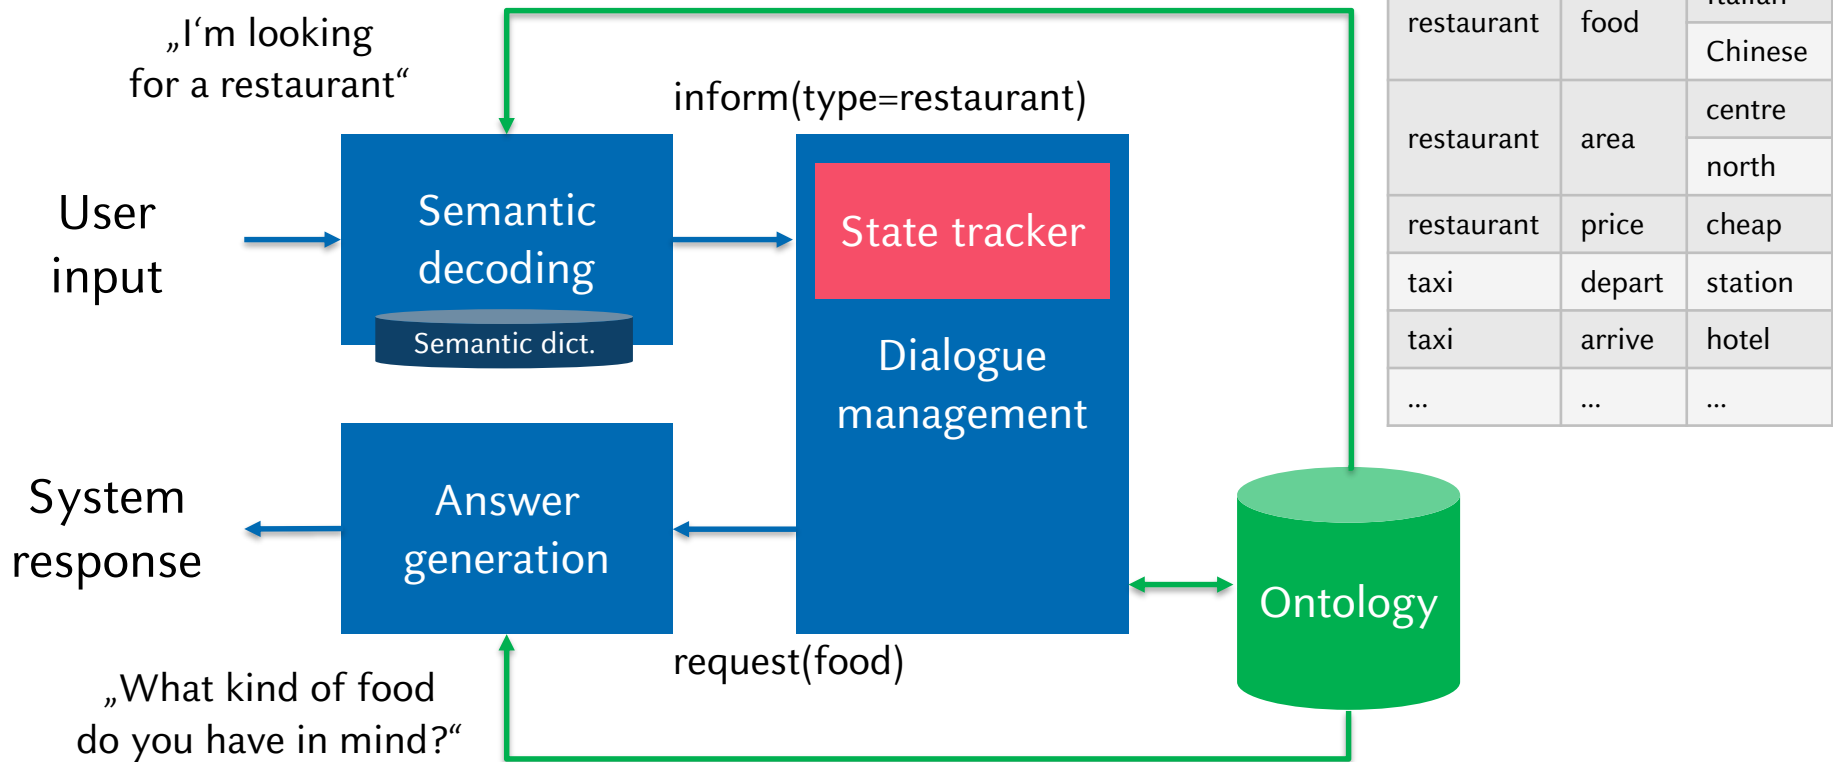 „I‘m looking
for a restaurant“
inform(type=restaurant)
User
input
Semantic
decoding
Semantic dict.
State tracker
Dialogue
management
System
response
Answer
generation
request(food)
„What kind of food
do you have in mind?“
Ontology
restaurant food Italian
Chinese
restaurant area centre
north
restaurant price cheap
taxi depart station
taxi arrive hotel
... ... ...